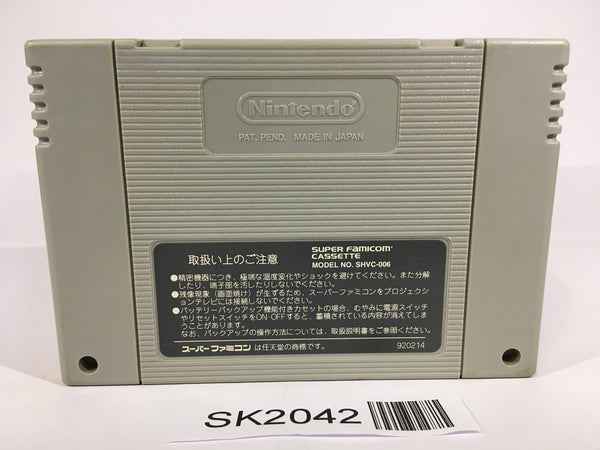 Nintendo
PAT. PEND. MADE IN JAPAN
取扱い上のご注意
SUPER FAMICOM
CASSETTE
MODEL NO. SHVC-006
●精密機器につき、極端な温度変化やショックを避けてください。また分解
したり、端子部を汚したりしないでください。
●残像現象(画面焼け)が生ずるため、スーパーファミコンをプロジェクシ
ョンテレビには接続しないでください。
●バッテリーバックアップ機能付きカセットの場合、むやみに電源スイッチ
やリセットスイッチをON・OFFすると、蓄積されている内容が消えてしま
うことがあります。
なお、バックアップの操作方法については、取扱説明書をご参照ください。
スーパーファミコンは任天堂の商標です。
920214
SK2042